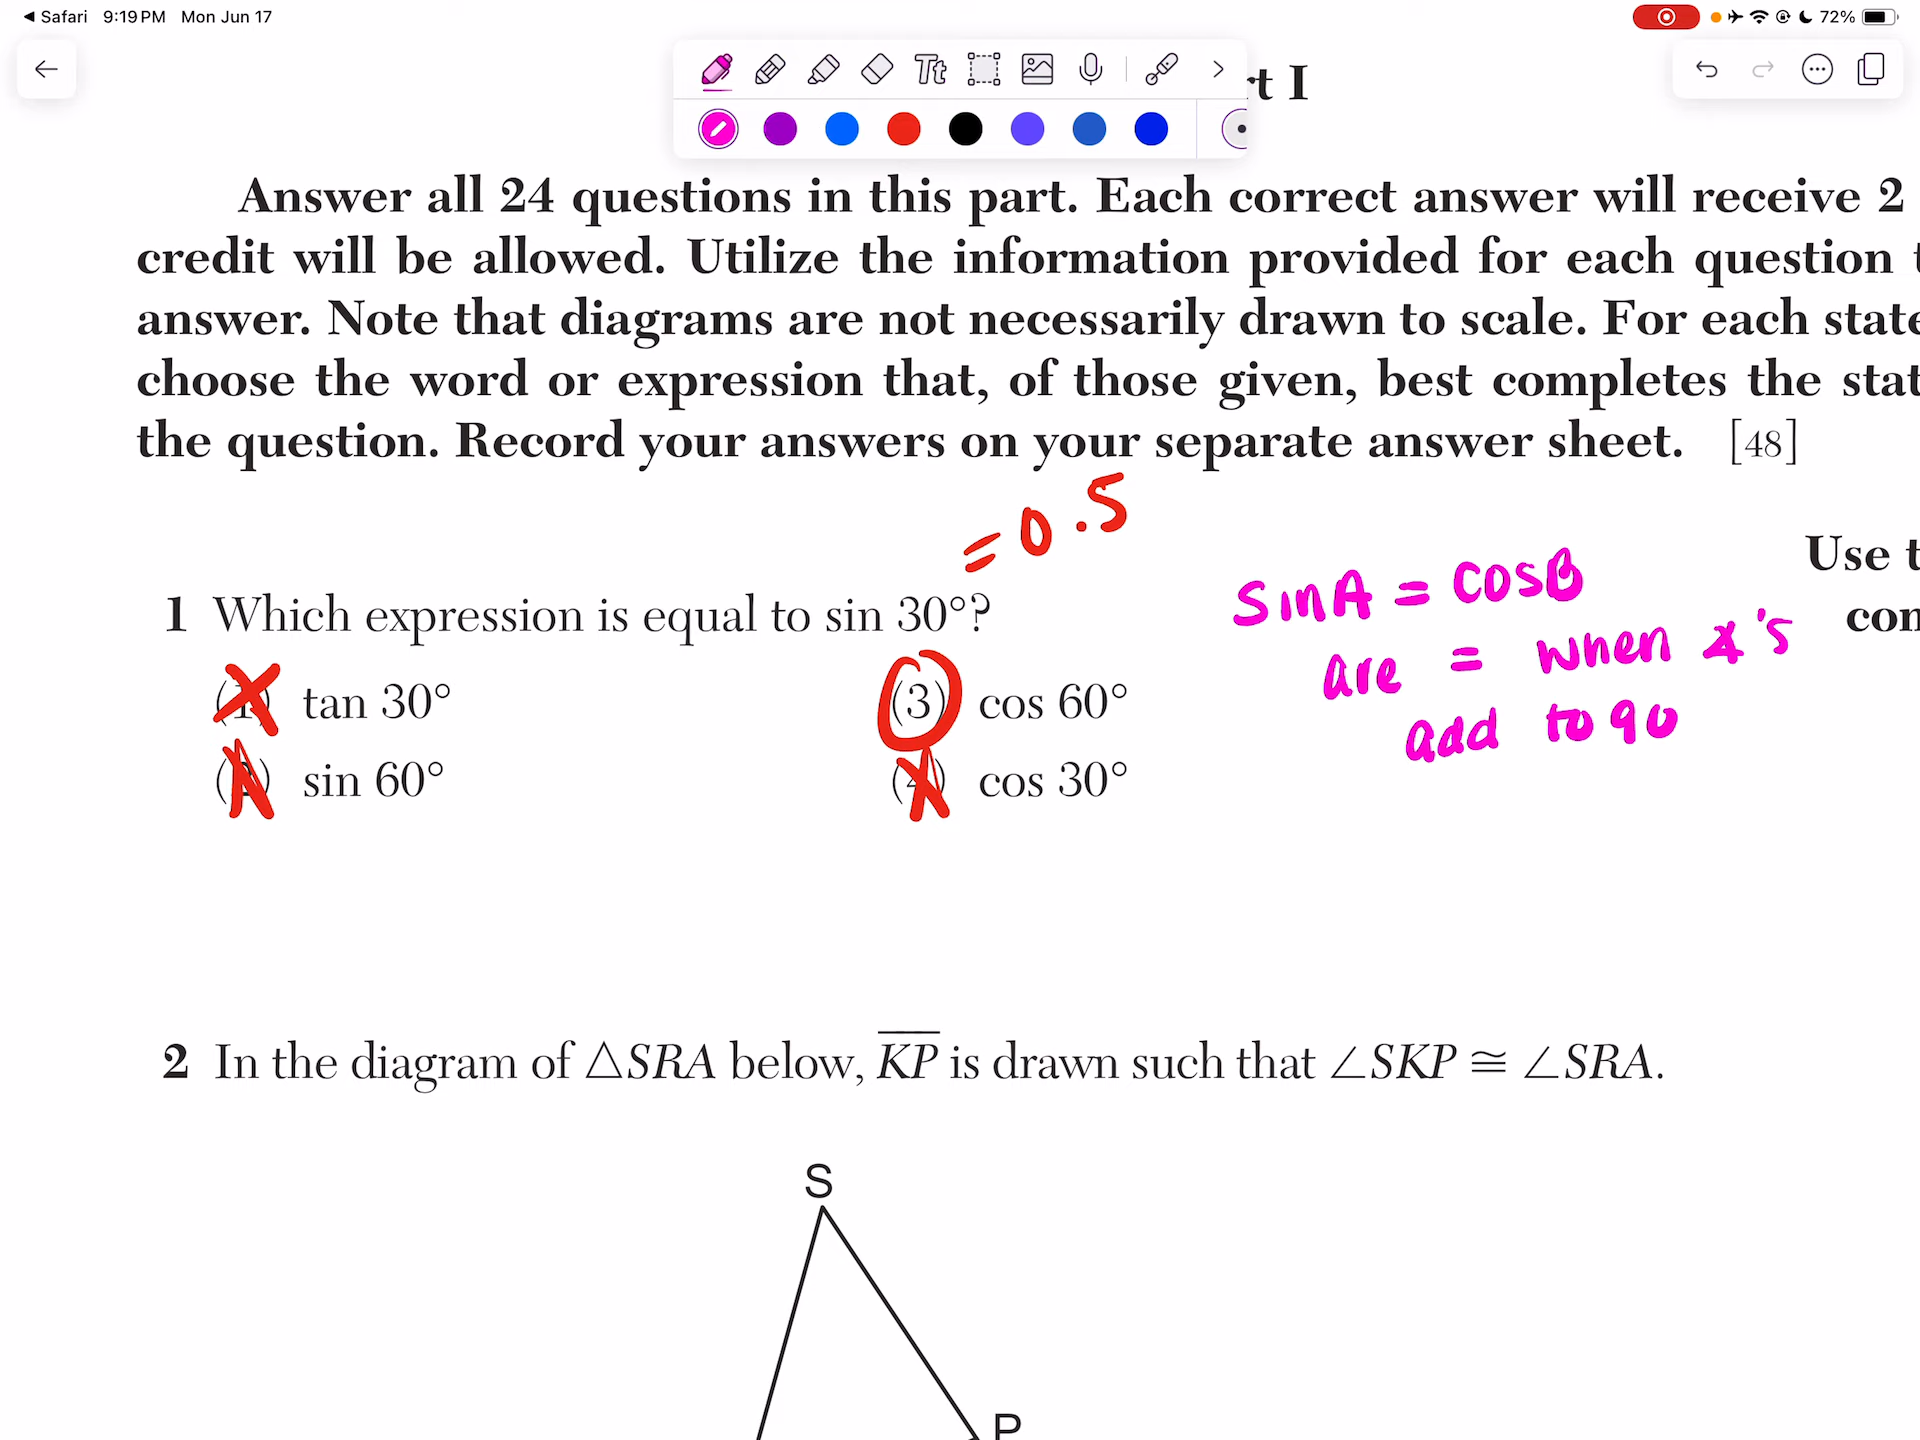 Safari 9:19 PM Mon Jun 17 72%
Tt
t I
Answer all 24 questions in this part. Each correct answer will receive 2
credit will be allowed. Utilize the information provided for each question
answer. Note that diagrams are not necessarily drawn to scale. For each state
choose the word or expression that, of those given, best completes the stat
the question. Record your answers on your separate answer sheet. [48]
= 0.5
Use t
con
1 Which expression is equal to sin 30°?
(1) tan 30°
(2) sin 60°
(3) cos 60°
(4) cos 30°
sinA = cosB
are = when ∡'s
add to 90
2 In the diagram of △SRA below, K̅P̅ is drawn such that ∠SKP ≅ ∠SRA.
S
P